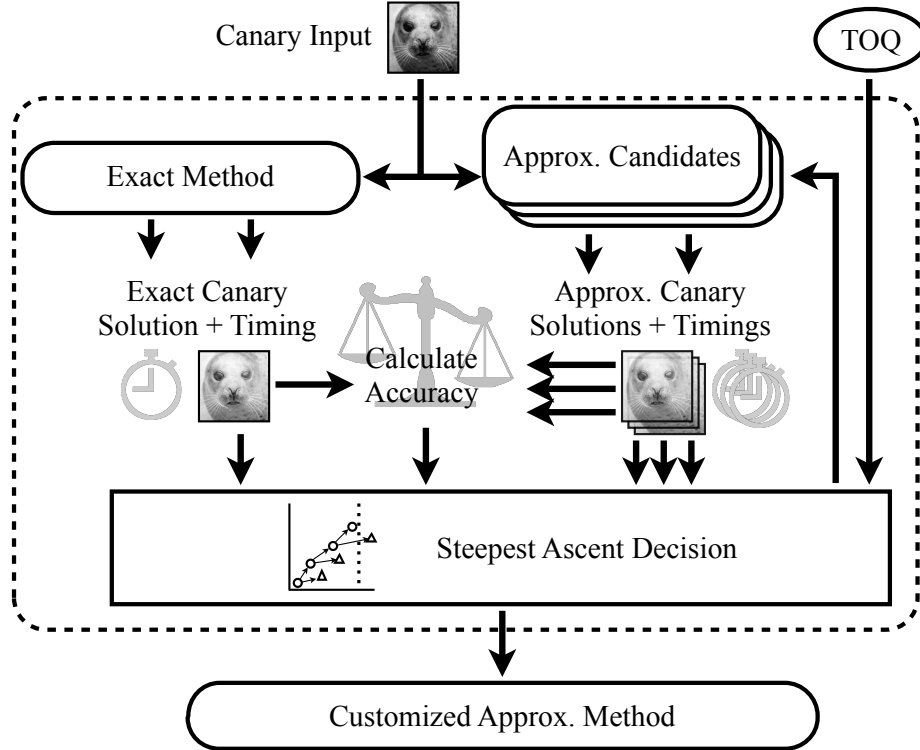 Canary Input
TOQ
Exact Method
Approx. Candidates
Exact Canary
Solution + Timing
Approx. Canary
Solutions + Timings
Calculate
Accuracy
Steepest Ascent Decision
Customized Approx. Method